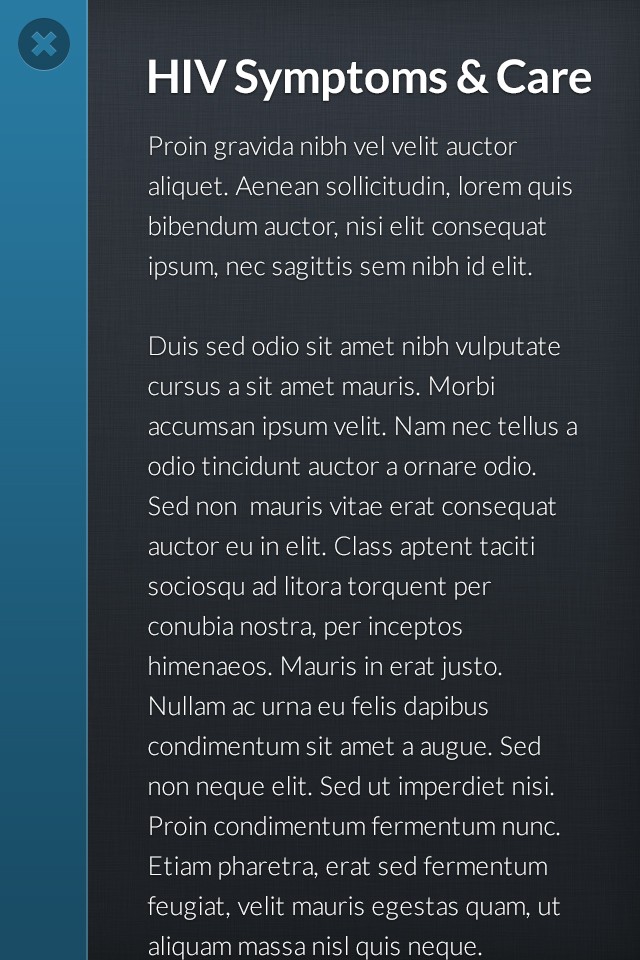 HIV Symptoms & Care
Proin gravida nibh vel velit auctor
aliquet. Aenean sollicitudin, lorem quis
bibendum auctor, nisi elit consequat
ipsum, nec sagittis sem nibh id elit.
Duis sed odio sit amet nibh vulputate
cursus a sit amet mauris. Morbi
accumsan ipsum velit. Nam nec tellus a
odio tincidunt auctor a ornare odio.
Sed non  mauris vitae erat consequat
auctor eu in elit. Class aptent taciti
sociosqu ad litora torquent per
conubia nostra, per inceptos
himenaeos. Mauris in erat justo.
Nullam ac urna eu felis dapibus
condimentum sit amet a augue. Sed
non neque elit. Sed ut imperdiet nisi.
Proin condimentum fermentum nunc.
Etiam pharetra, erat sed fermentum
feugiat, velit mauris egestas quam, ut
aliquam massa nisl quis neque.